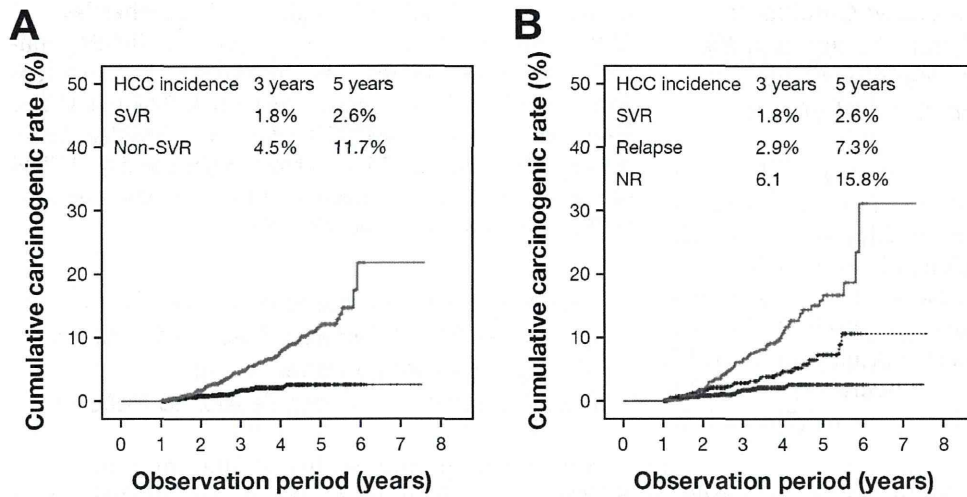 A
Cumulative carcinogenic rate (%)
50
40
30
20
10
0
HCC incidence 3 years 5 years
SVR 1.8% 2.6%
Non-SVR 4.5% 11.7%
0 1 2 3 4 5 6 7 8
Observation period (years)
B
Cumulative carcinogenic rate (%)
50
40
30
20
10
0
HCC incidence 3 years 5 years
SVR 1.8% 2.6%
Relapse 2.9% 7.3%
NR 6.1 15.8%
0 1 2 3 4 5 6 7 8
Observation period (years)